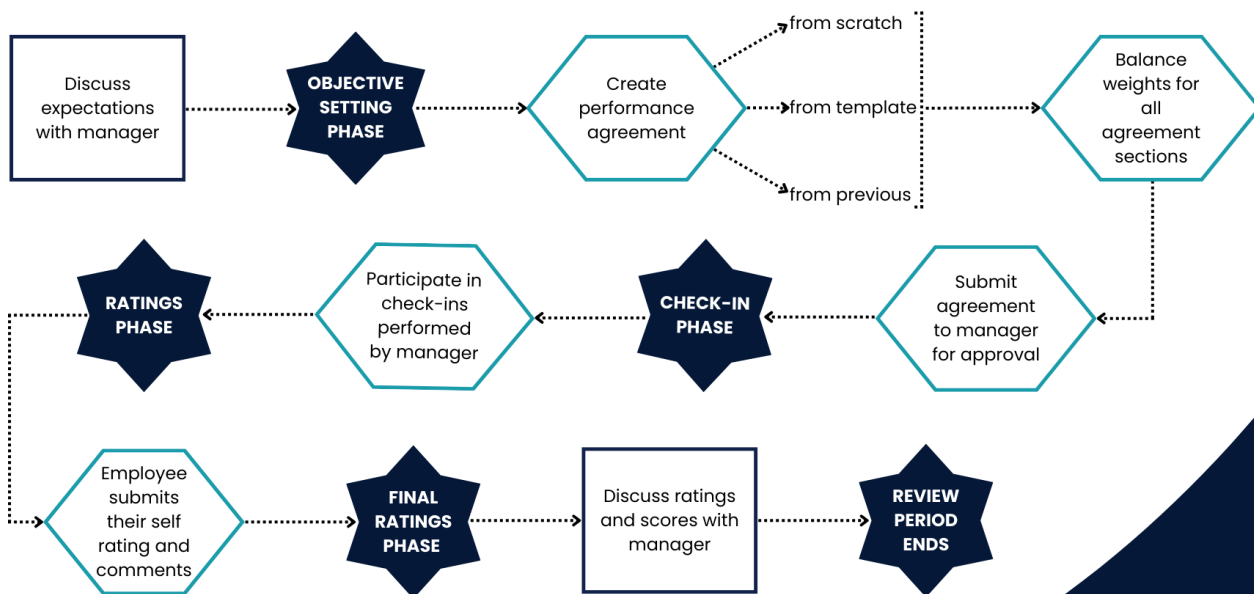 Discuss
expectations
with manager
OBJECTIVE
SETTING
PHASE
Create
performance
agreement
from scratch
from template
from previous
Balance
weights for
all
agreement
sections
Submit
agreement
to manager
for approval
CHECK-IN
PHASE
Participate in
check-ins
performed
by manager
RATINGS
PHASE
Employee
submits
their self
rating and
comments
FINAL
RATINGS
PHASE
Discuss ratings
and scores with
manager
REVIEW
PERIOD
ENDS